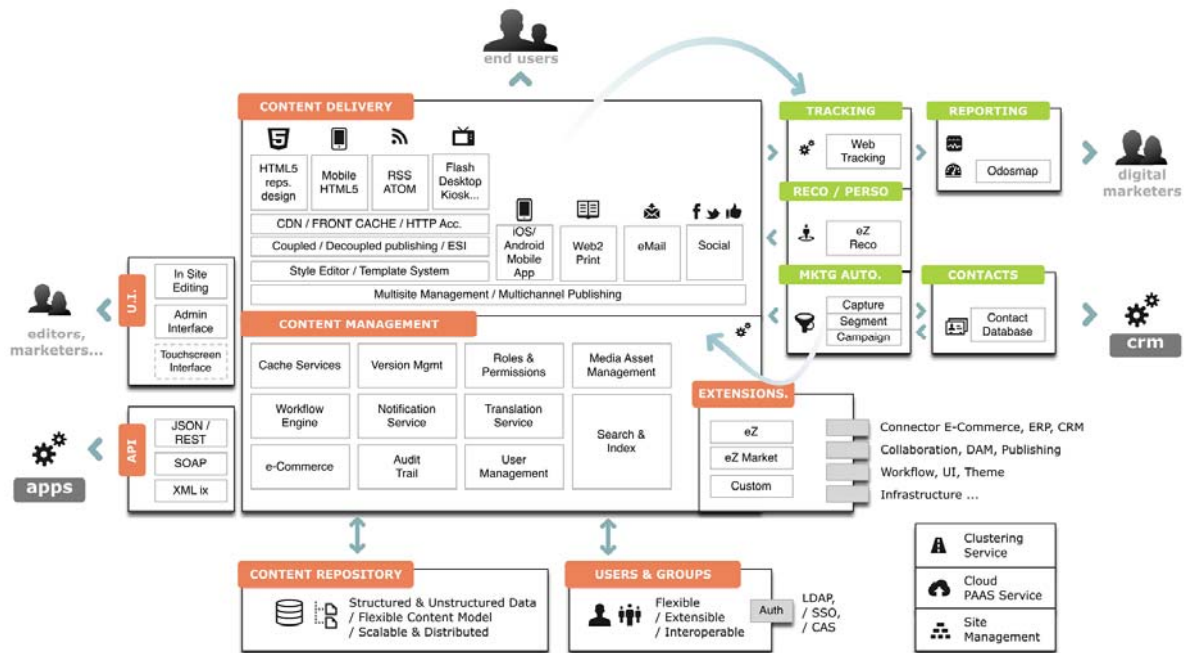 end users
CONTENT DELIVERY
HTML5
reps.
design
Mobile
HTML5
RSS
ATOM
Flash
Desktop
Kiosk...
CDN / FRONT CACHE / HTTP Acc.
Coupled / Decoupled publishing / ESI
Style Editor / Template System
iOS/
Android
Mobile
App
Web2
Print
eMail
Social
Multisite Management / Multichannel Publishing
TRACKING
Web
Tracking
REPORTING
Odosmap
digital
marketers
RECO / PERSO
eZ
Reco
MKTG AUTO.
Capture
Segment
Campaign
CONTACTS
Contact
Database
crm
U.I.
In Site
Editing
Admin
Interface
Touchscreen
Interface
editors,
marketers...
CONTENT MANAGEMENT
Cache Services
Version Mgmt
Roles &
Permissions
Media Asset
Management
Workflow
Engine
Notification
Service
Translation
Service
Search &
Index
e-Commerce
Audit
Trail
User
Management
API
JSON /
REST
SOAP
XML ix
apps
EXTENSIONS.
eZ
eZ Market
Custom
Connector E-Commerce, ERP, CRM
Collaboration, DAM, Publishing
Workflow, UI, Theme
Infrastructure ...
CONTENT REPOSITORY
Structured & Unstructured Data
/ Flexible Content Model
/ Scalable & Distributed
USERS & GROUPS
Flexible
/ Extensible
/ Interoperable
Auth
LDAP,
/ SSO,
/ CAS
Clustering
Service
Cloud
PAAS Service
Site
Management